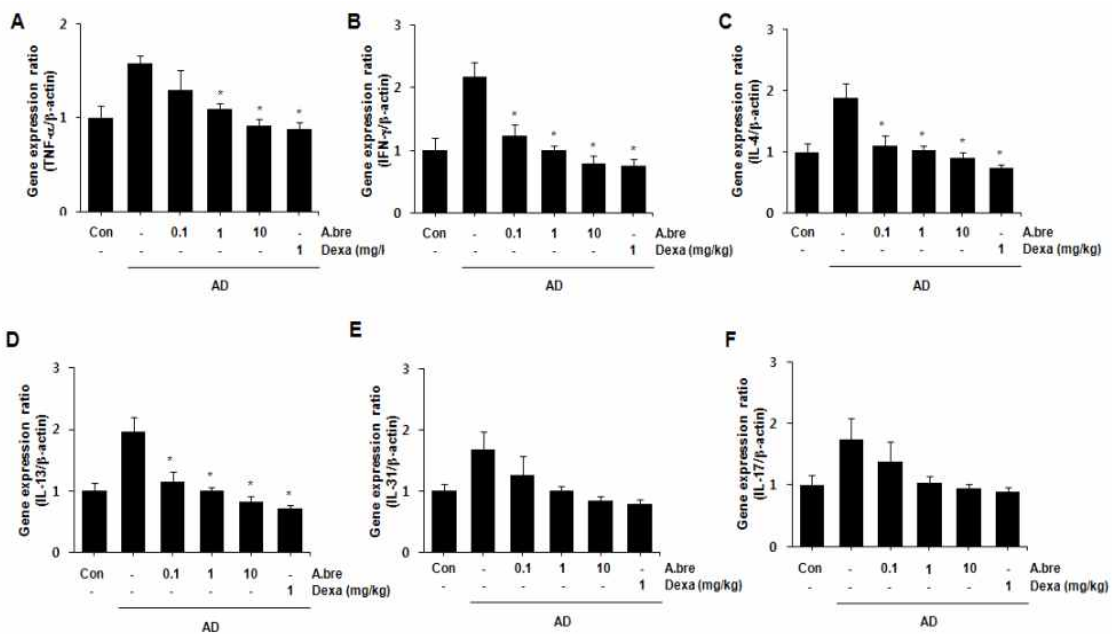 A
Gene expression ratio
(TNF-α/β-actin)
2
1
0
Con - 0.1 1 10 - A.bre
- - - - - 1 Dexa (mg/l
AD
B
Gene expression ratio
(IFN-γ/β-actin)
3
2
1
0
* * * *
Con - 0.1 1 10 - A.bre
- - - - - 1 Dexa (mg/kg)
AD
C
Gene expression ratio
(IL-4/β-actin)
3
2
1
0
* * * *
Con - 0.1 1 10 - A.bre
- - - - - 1 Dexa (mg/kg)
AD
D
Gene expression ratio
(IL-13/β-actin)
3
2
1
0
* * * *
Con - 0.1 1 10 - A.bre
- - - - - 1 Dexa (mg/kg)
AD
E
Gene expression ratio
(IL-31/β-actin)
3
2
1
0
Con - 0.1 1 10 - A.bre
- - - - - 1 Dexa (mg/kg)
AD
F
Gene expression ratio
(IL-17/β-actin)
3
2
1
0
Con - 0.1 1 10 - A.bre
- - - - - 1 Dexa (mg/kg)
AD